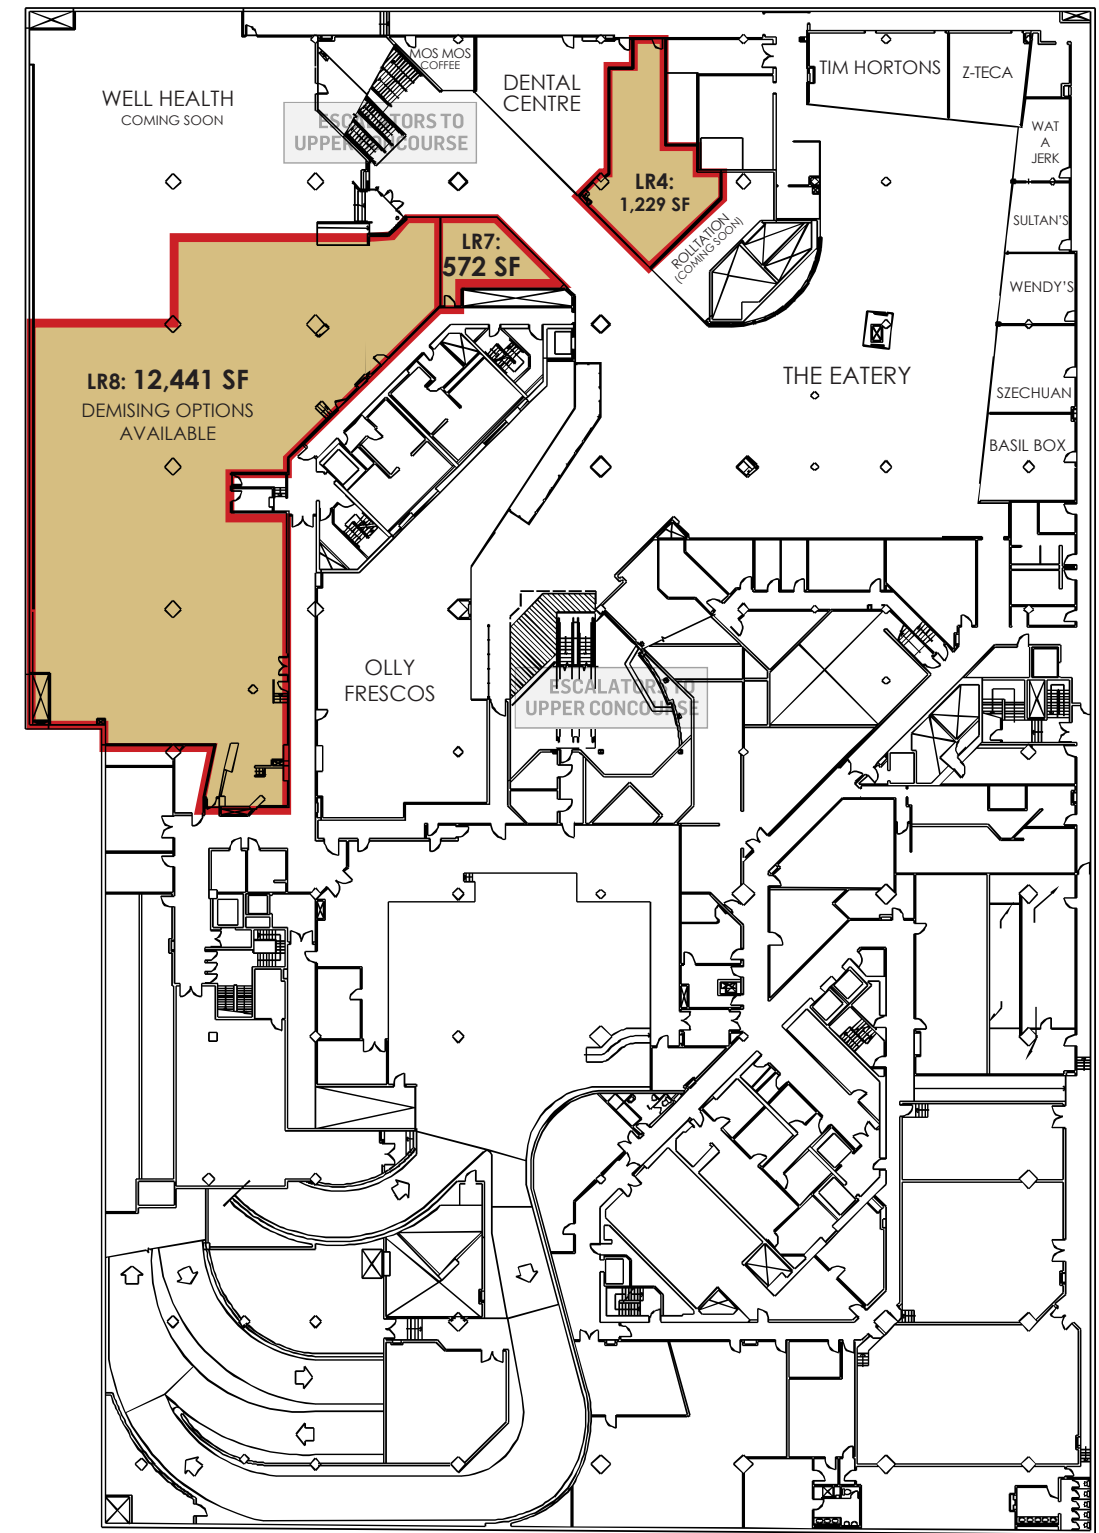 MOS MOS
COFFEE
WELL HEALTH
COMING SOON
DENTAL
CENTRE
TIM HORTONS
Z-TECA
ESCALATORS TO
UPPER CONCOURSE
WAT
A
JERK
LR4:
1,229 SF
SULTAN'S
ROLLTATION
(COMING SOON)
LR7:
572 SF
WENDY'S
LR8: 12,441 SF
DEMISING OPTIONS
AVAILABLE
THE EATERY
SZECHUAN
BASIL BOX
OLLY
FRESCOS
ESCALATORS TO
UPPER CONCOURSE